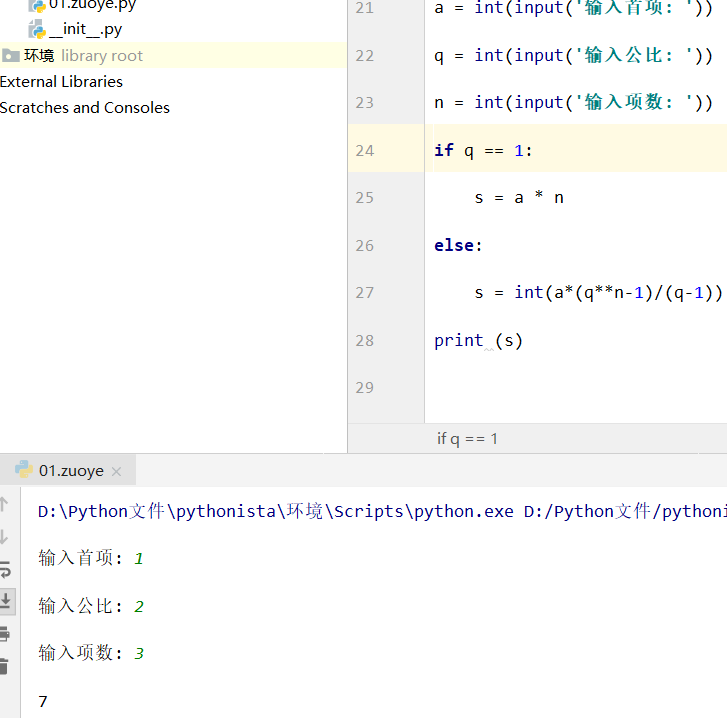 01.zuoye.py
__init__.py
环境 library root
External Libraries
Scratches and Consoles
21 a = int(input('输入首项: '))
22 q = int(input('输入公比: '))
23 n = int(input('输入项数: '))
24 if q == 1:
25 s = a * n
26 else:
27 s = int(a*(q**n-1)/(q-1))
28 print (s)
29
if q == 1
01.zuoye
D:\Python文件\pythonista\环境\Scripts\python.exe D:/Python文件/pythoni
输入首项: 1
输入公比: 2
输入项数: 3
7